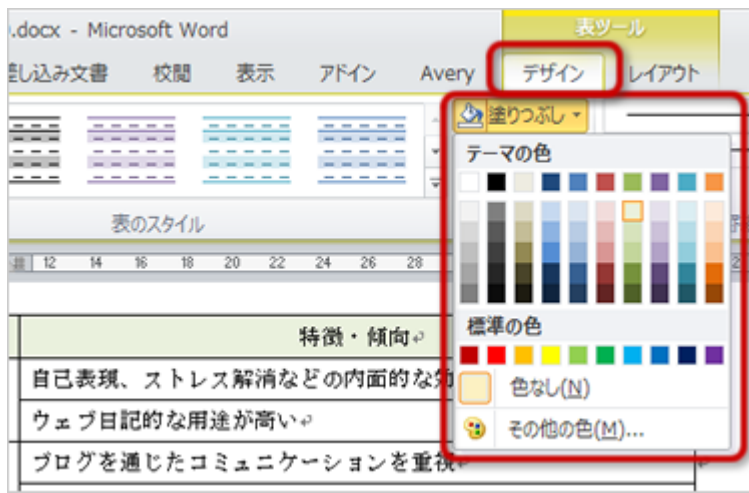 .docx - Microsoft Word
表ツール
差し込み文書 校閲 表示 アドイン Avery デザイン レイアウト
塗りつぶし
テーマの色
表のスタイル
12 14 16 18 20 22 24 26 28
標準の色
色なし(N)
その他の色(M)...
特徴・傾向
自己表現、ストレス解消などの内面的な効
ウェブ日記的な用途が高い
ブログを通じたコミュニケーションを重視